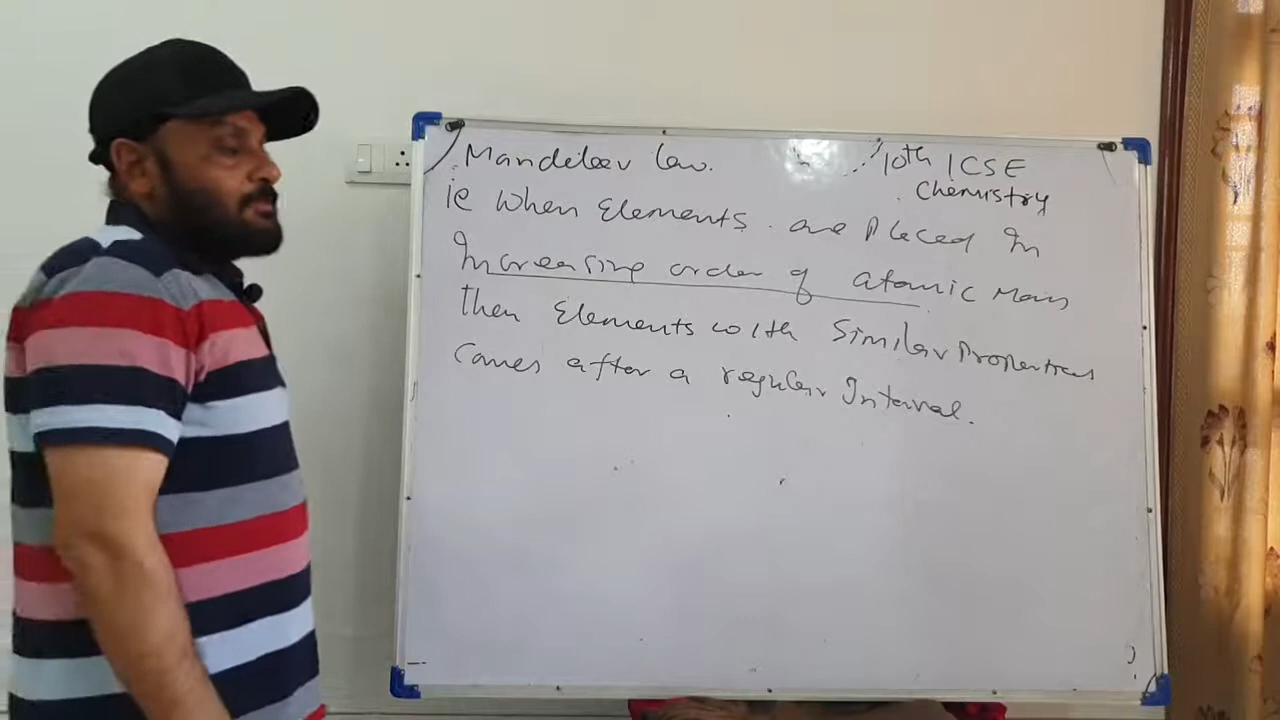 Mandeleev law.
10th ICSE
Chemistry
ie when Elements are Placed In
Increasing order of atomic Mass
then Elements with Similar Properties
Comes after a regular Interval.